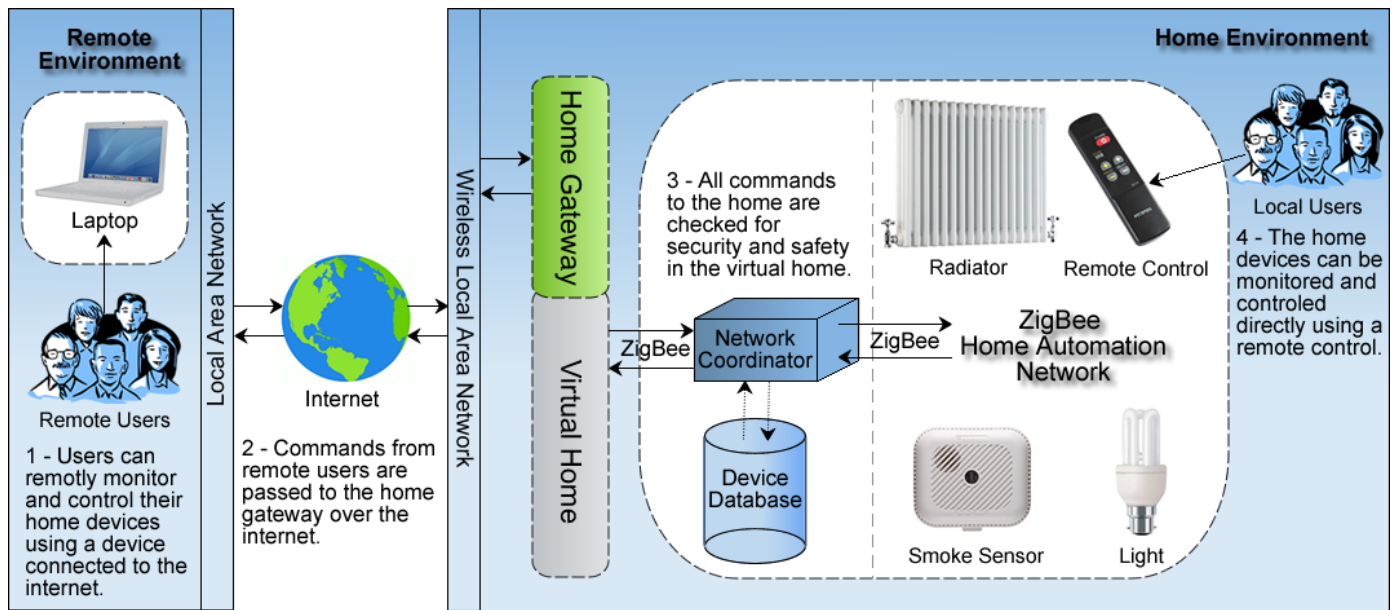 Remote
Environment
Laptop
Remote Users
1 - Users can
remotly monitor
and control their
home devices
using a device
connected to the
internet.
Local Area Network
Internet
2 - Commands from
remote users are
passed to the home
gateway over the
internet.
Wireless Local Area Network
Home Gateway
Virtual Home
3 - All commands
to the home are
checked for
security and safety
in the virtual home.
ZigBee
Network
Coordinator
ZigBee
Device
Database
Radiator
Remote Control
ZigBee
Home Automation
Network
Smoke Sensor
Light
Home Environment
Local Users
4 - The home
devices can be
monitored and
controled
directly using a
remote control.